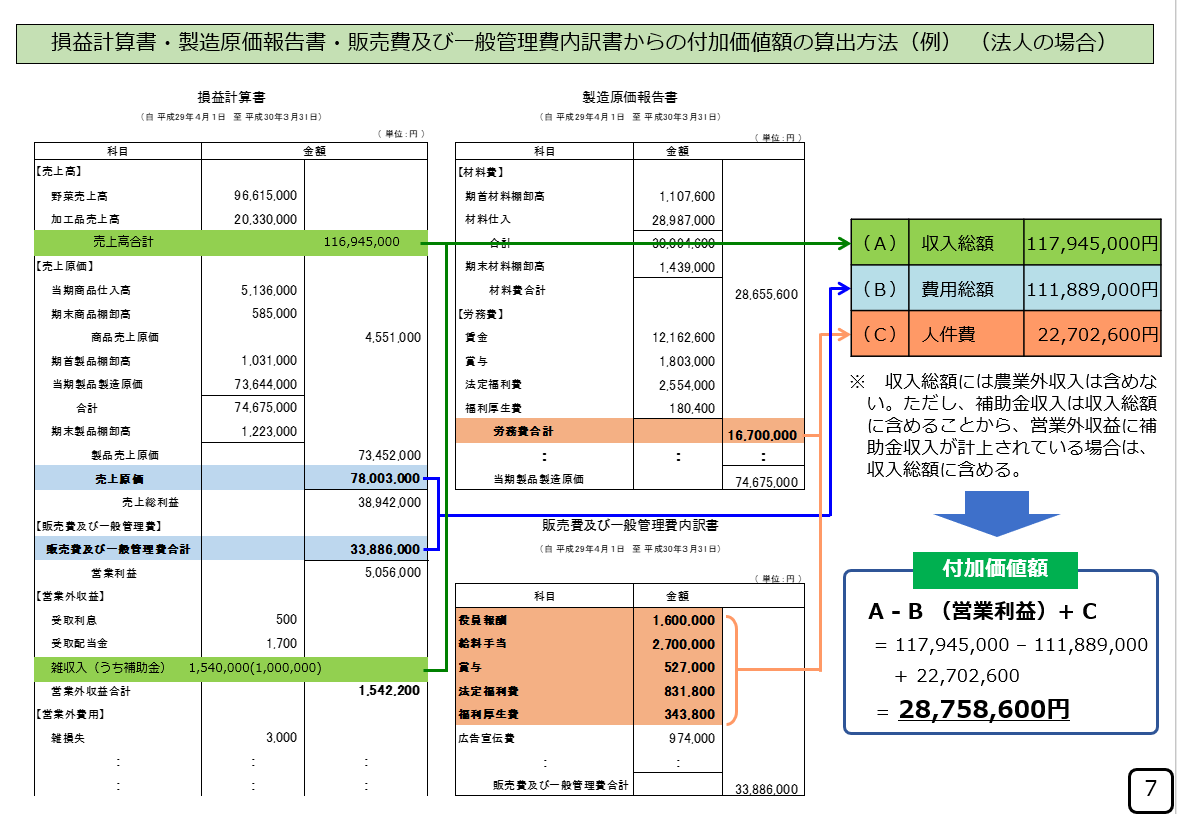 損益計算書・製造原価報告書・販売費及び一般管理費内訳書からの付加価値額の算出方法（例）　（法人の場合）
損益計算書
（自 平成29年4月1日　至 平成30年3月31日）
（ 単位：円 ）
科目　金額
【売上高】
野菜売上高　96,615,000
加工品売上高　20,330,000
売上高合計　116,945,000
【売上原価】
当期商品仕入高　5,136,000
期末商品棚卸高　585,000
商品売上原価　4,551,000
期首製品棚卸高　1,031,000
当期製品製造原価　73,644,000
合計　74,675,000
期末製品棚卸高　1,223,000
製品売上原価　73,452,000
売上原価　78,003,000
売上総利益　38,942,000
【販売費及び一般管理費】
販売費及び一般管理費合計　33,886,000
営業利益　5,056,000
【営業外収益】
受取利息　500
受取配当金　1,700
雑収入（うち補助金）　1,540,000(1,000,000)
営業外収益合計　1,542,200
【営業外費用】
雑損失　3,000
：　：　：
：　：　：
製造原価報告書
（自 平成29年4月1日　至 平成30年3月31日）
（ 単位：円 ）
科目　金額
【材料費】
期首材料棚卸高　1,107,600
材料仕入　28,987,000
合計
期末材料棚卸高　1,439,000
材料費合計　28,655,600
【労務費】
賃金　12,162,600
賞与　1,803,000
法定福利費　2,554,000
福利厚生費　180,400
労務費合計　16,700,000
：　：　：
当期製品製造原価　74,675,000
販売費及び一般管理費内訳書
（自 平成29年4月1日　至 平成30年3月31日）
（ 単位：円 ）
科目　金額
役員報酬　1,600,000
給料手当　2,700,000
賞与　527,000
法定福利費　831,800
福利厚生費　343,800
広告宣伝費　974,000
：　：
販売費及び一般管理費合計　33,886,000
（A）　収入総額　117,945,000円
（B）　費用総額　111,889,000円
（C）　人件費　22,702,600円
※　収入総額には農業外収入は含めな
い。ただし、補助金収入は収入総額
に含めることから、営業外収益に補
助金収入が計上されている場合は、
収入総額に含める。
付加価値額
A - B （営業利益）+ C
= 117,945,000 − 111,889,000
+ 22,702,600
= 28,758,600円
7